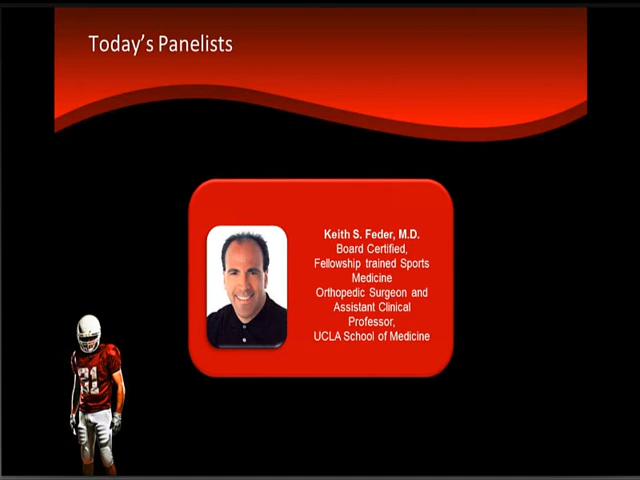 Today's Panelists
Keith S. Feder, M.D.
Board Certified,
Fellowship trained Sports
Medicine
Orthopedic Surgeon and
Assistant Clinical
Professor,
UCLA School of Medicine
21